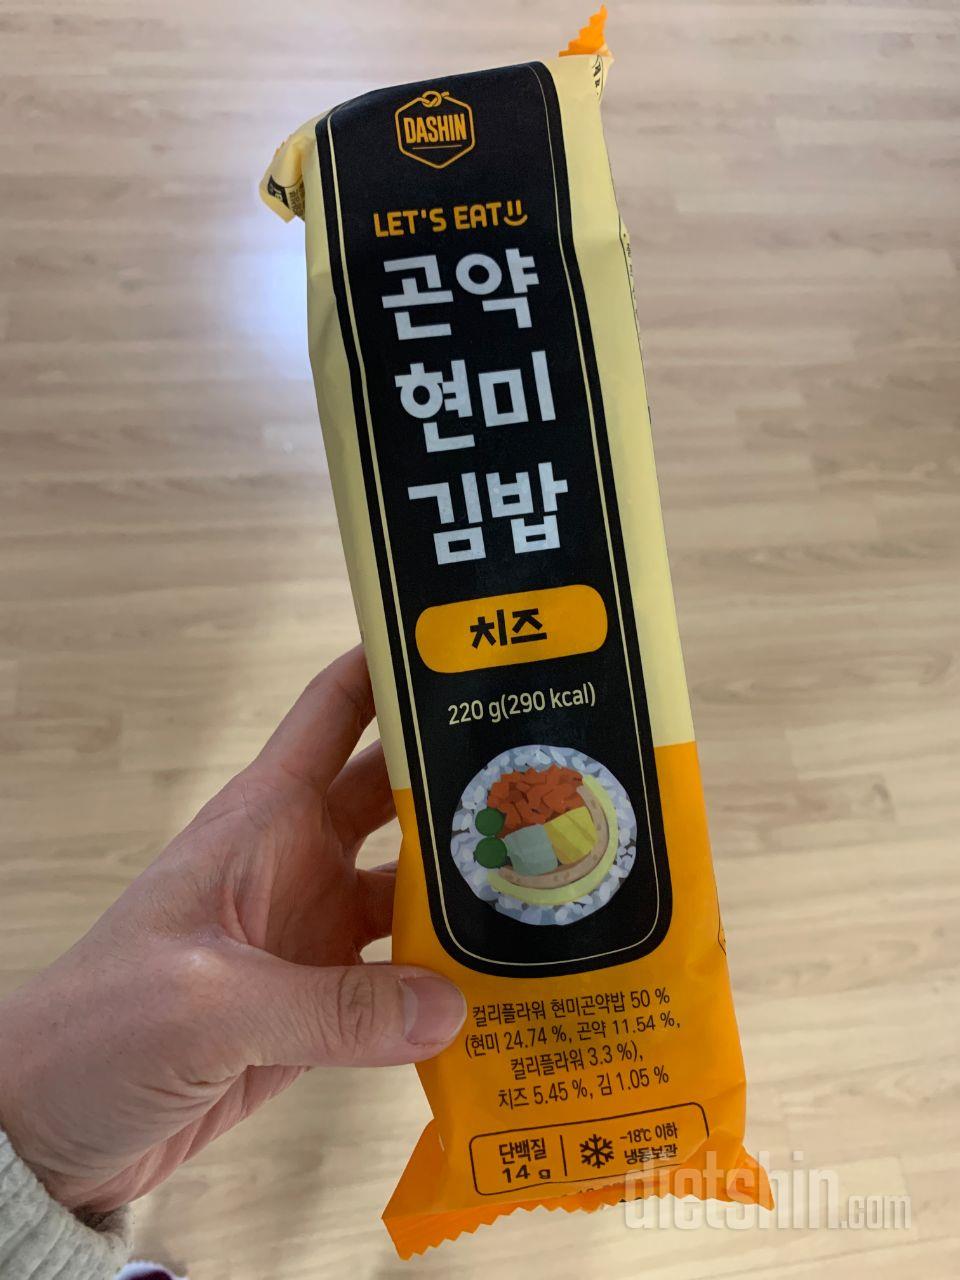 DASHIN
LET'S EAT
곤약
현미
김밥
치즈
220 g(290 kcal)
컬리플라워 현미곤약밥 50 %
(현미 24.74 %, 곤약 11.54 %,
컬리플라워 3.3 %),
치즈 5.45 %, 김 1.05 %
단백질
14 g
-18℃ 이하
냉동보관
dietshin.com